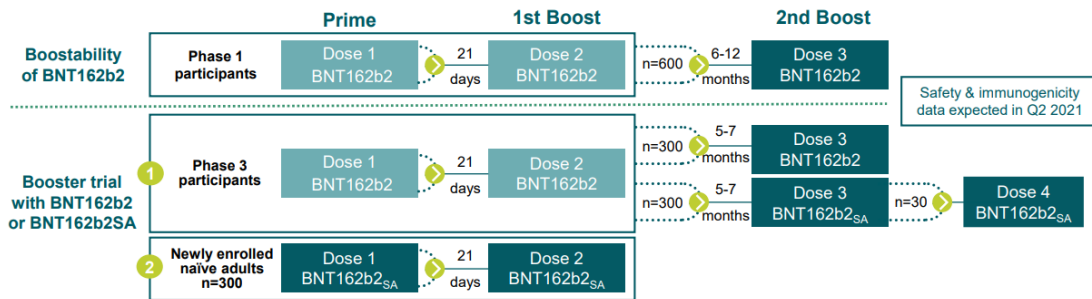 Prime
1st Boost
2nd Boost
Boostability
of BNT162b2
Phase 1
participants
Dose 1
BNT162b2
21
days
Dose 2
BNT162b2
n=600
6-12
months
Dose 3
BNT162b2
Safety & immunogenicity
data expected in Q2 2021
Booster trial
with BNT162b2
or BNT162b2SA
1
Phase 3
participants
Dose 1
BNT162b2
21
days
Dose 2
BNT162b2
n=300
5-7
months
Dose 3
BNT162b2
n=300
5-7
months
Dose 3
BNT162b2SA
n=30
Dose 4
BNT162b2SA
2
Newly enrolled
naïve adults
n=300
Dose 1
BNT162b2SA
21
days
Dose 2
BNT162b2SA